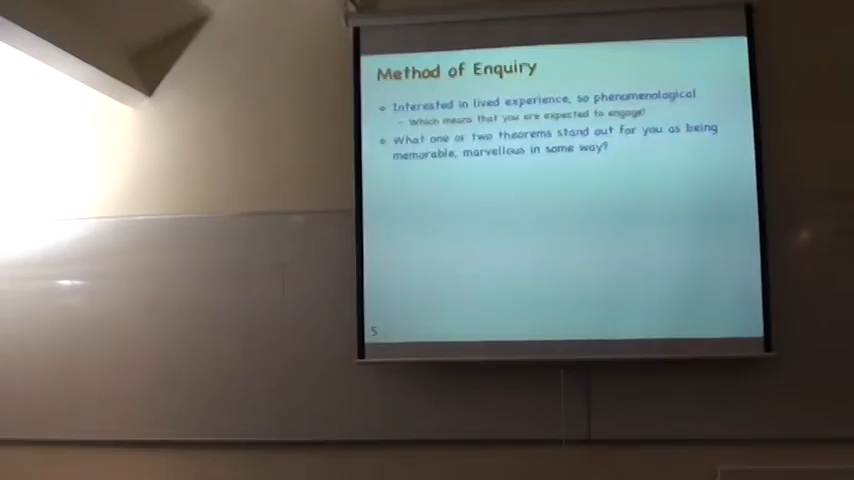 Method of Enquiry
Interested in lived experience, so phenomenological
– Which means that you are expected to engage!
What one or two theorems stand out for you as being
memorable, marvellous in some way?
5